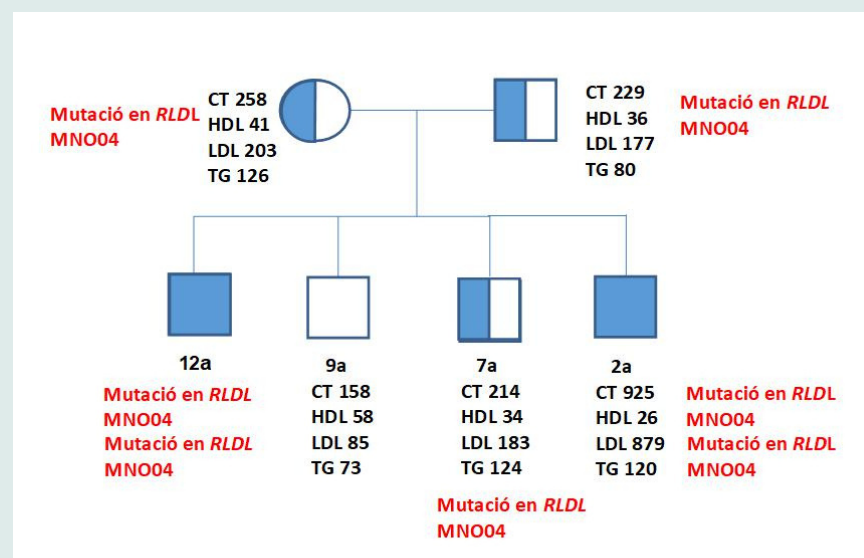 Mutació en RLDL
MNO04
CT 258
HDL 41
LDL 203
TG 126
CT 229
HDL 36
LDL 177
TG 80
Mutació en RLDL
MNO04
12a
Mutació en RLDL
MNO04
Mutació en RLDL
MNO04
9a
CT 158
HDL 58
LDL 85
TG 73
7a
CT 214
HDL 34
LDL 183
TG 124
Mutació en RLDL
MNO04
2a
CT 925
HDL 26
LDL 879
TG 120
Mutació en RLDL
MNO04
Mutació en RLDL
MNO04